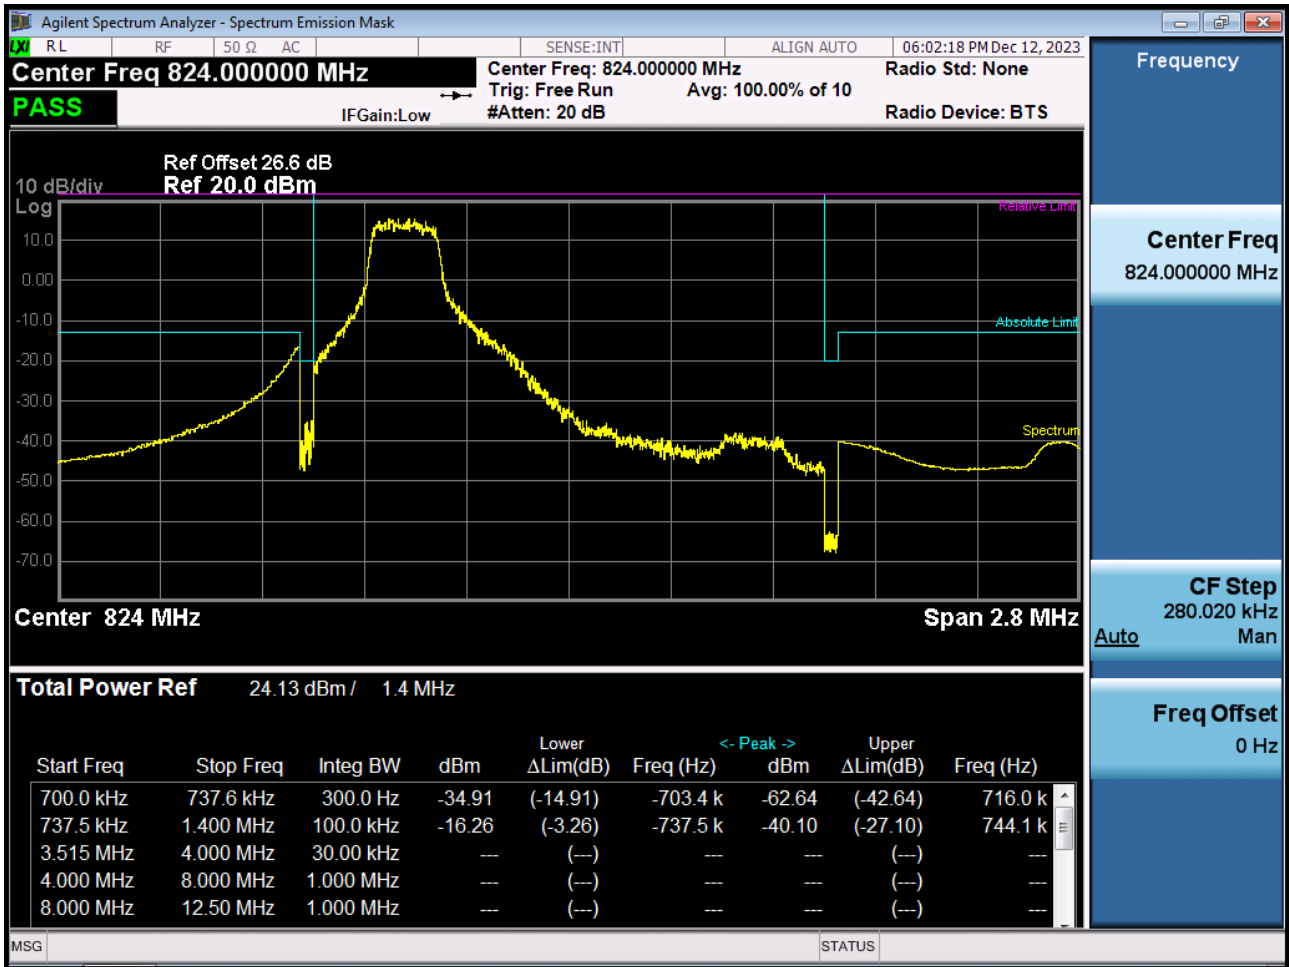 Agilent Spectrum Analyzer - Spectrum Emission Mask
LXI RL RF 50 Ω AC SENSE:INT ALIGN AUTO 06:02:18 PM Dec 12, 2023
Center Freq 824.000000 MHz
Center Freq: 824.000000 MHz
Radio Std: None
Trig: Free Run
Avg: 100.00% of 10
PASS
IFGain:Low
#Atten: 20 dB
Radio Device: BTS
Ref Offset 26.6 dB
10 dB/div
Ref 20.0 dBm
Log
Relative Limit
10.0
0.00
-10.0
Absolute Limit
-20.0
-30.0
Spectrum
-40.0
-50.0
-60.0
-70.0
Center 824 MHz
Span 2.8 MHz
Total Power Ref 24.13 dBm / 1.4 MHz
Lower <- Peak -> Upper
Start Freq Stop Freq Integ BW dBm ΔLim(dB) Freq (Hz) dBm ΔLim(dB) Freq (Hz)
700.0 kHz 737.6 kHz 300.0 Hz -34.91 (-14.91) -703.4 k -62.64 (-42.64) 716.0 k
737.5 kHz 1.400 MHz 100.0 kHz -16.26 (-3.26) -737.5 k -40.10 (-27.10) 744.1 k
3.515 MHz 4.000 MHz 30.00 kHz --- (---) --- --- (---) ---
4.000 MHz 8.000 MHz 1.000 MHz --- (---) --- --- (---) ---
8.000 MHz 12.50 MHz 1.000 MHz --- (---) --- --- (---) ---
MSG STATUS
Frequency
Center Freq
824.000000 MHz
CF Step
280.020 kHz
Auto Man
Freq Offset
0 Hz